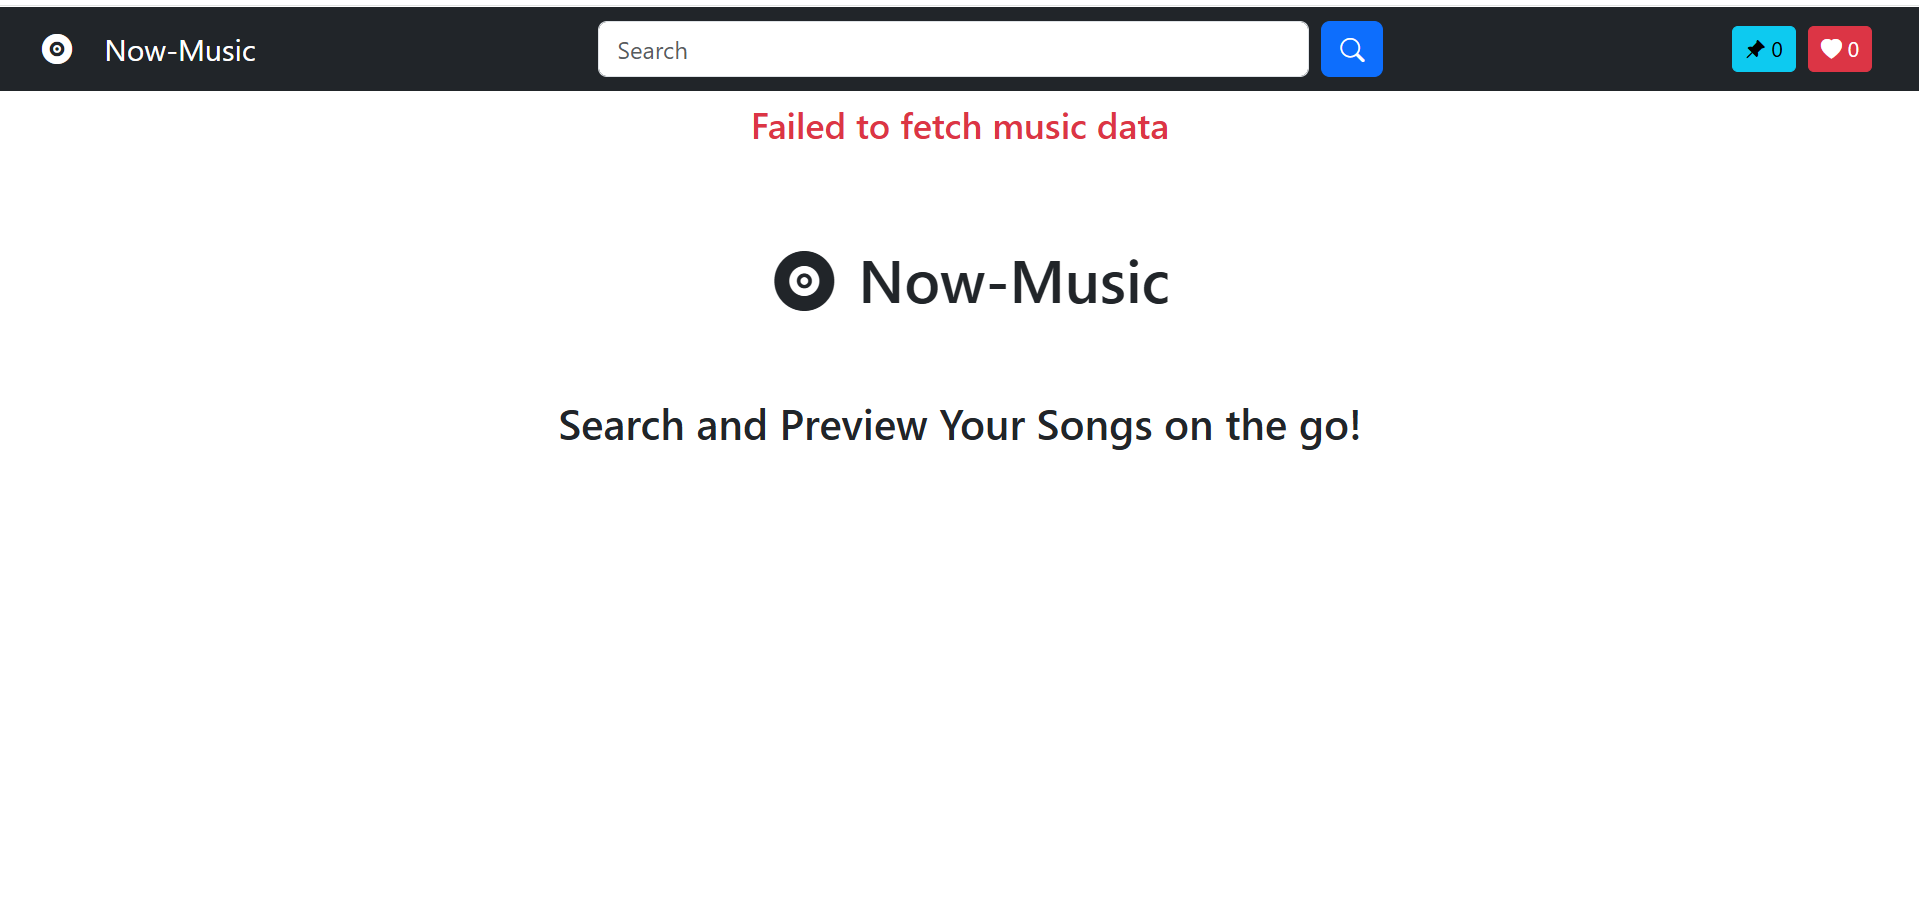 Now-Music
Search
0
0
Failed to fetch music data
Now-Music
Search and Preview Your Songs on the go!